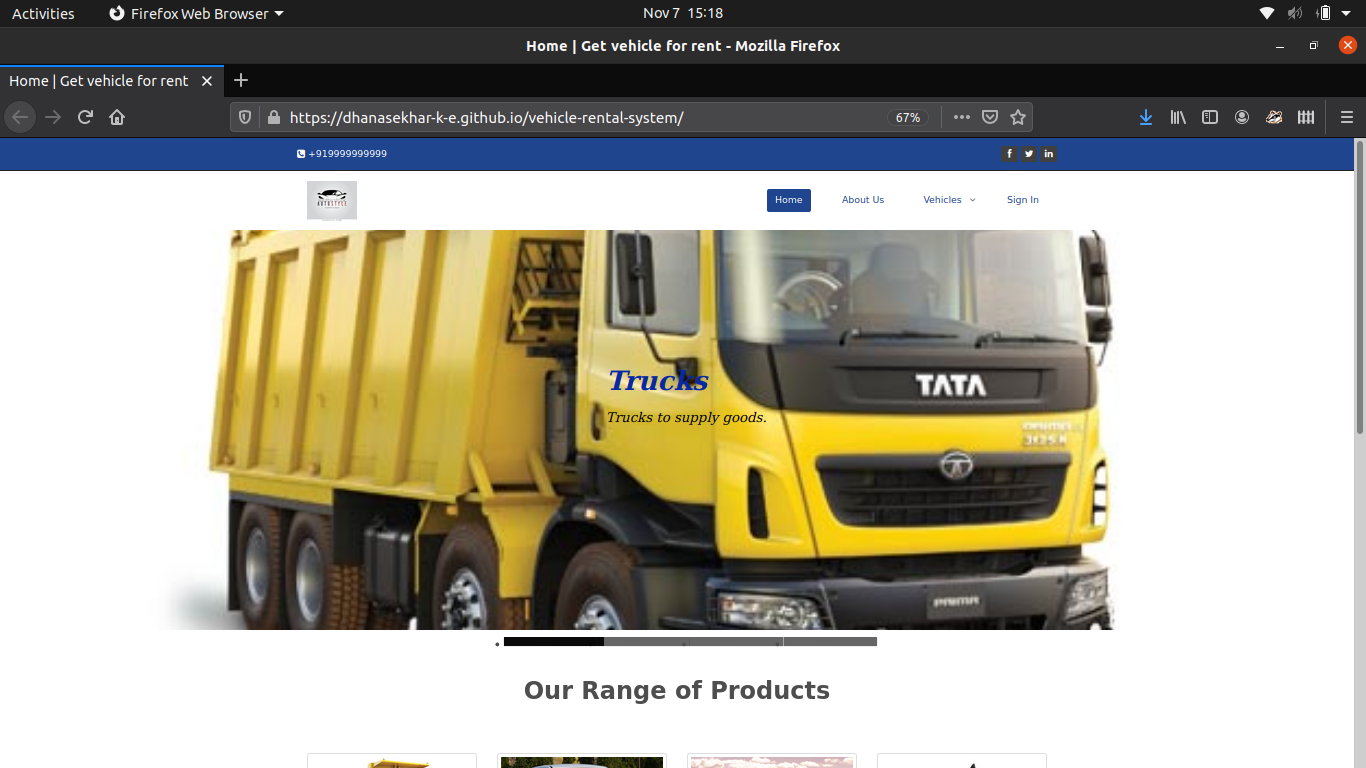 Activities
Firefox Web Browser
Nov 7 15:18
Home | Get vehicle for rent - Mozilla Firefox
Home | Get vehicle for rent
https://dhanasekhar-k-e.github.io/vehicle-rental-system/
67%
+919999999999
Home
About Us
Vehicles
Sign In
TATA
Trucks
Trucks to supply goods.
PRIMA
Our Range of Products